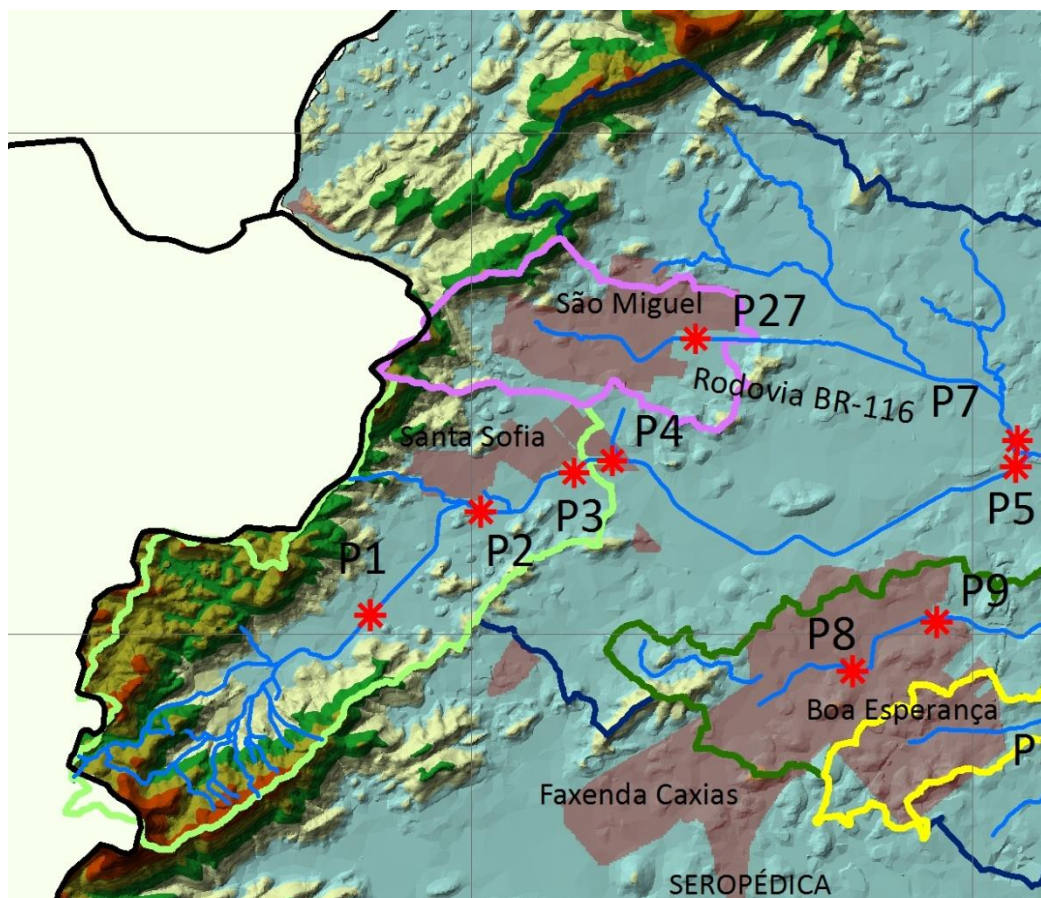 São Miguel
P27
Rodovia BR-116
P7
Santa Sofia
P4
P3
P5
P2
P1
P9
P8
Boa Esperança
P
Faxenda Caxias
SEROPÉDICA